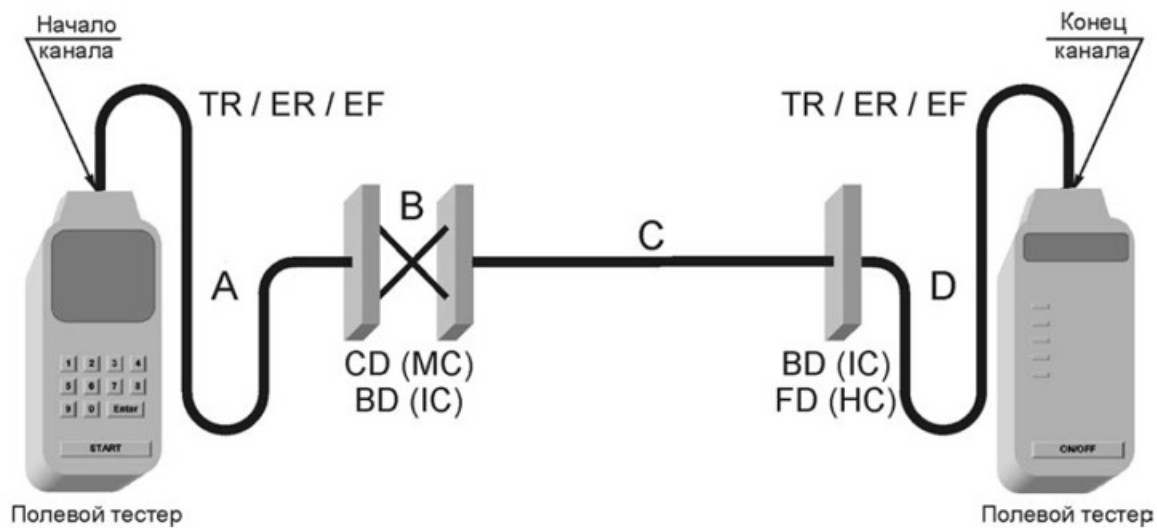 Начало
канала
Конец
канала
TR / ER / EF
TR / ER / EF
B
C
A
D
CD (MC)
BD (IC)
BD (IC)
FD (HC)
1 2 3 4
5 6 7 8
9 0 Enter
START
ON/OFF
Полевой тестер
Полевой тестер